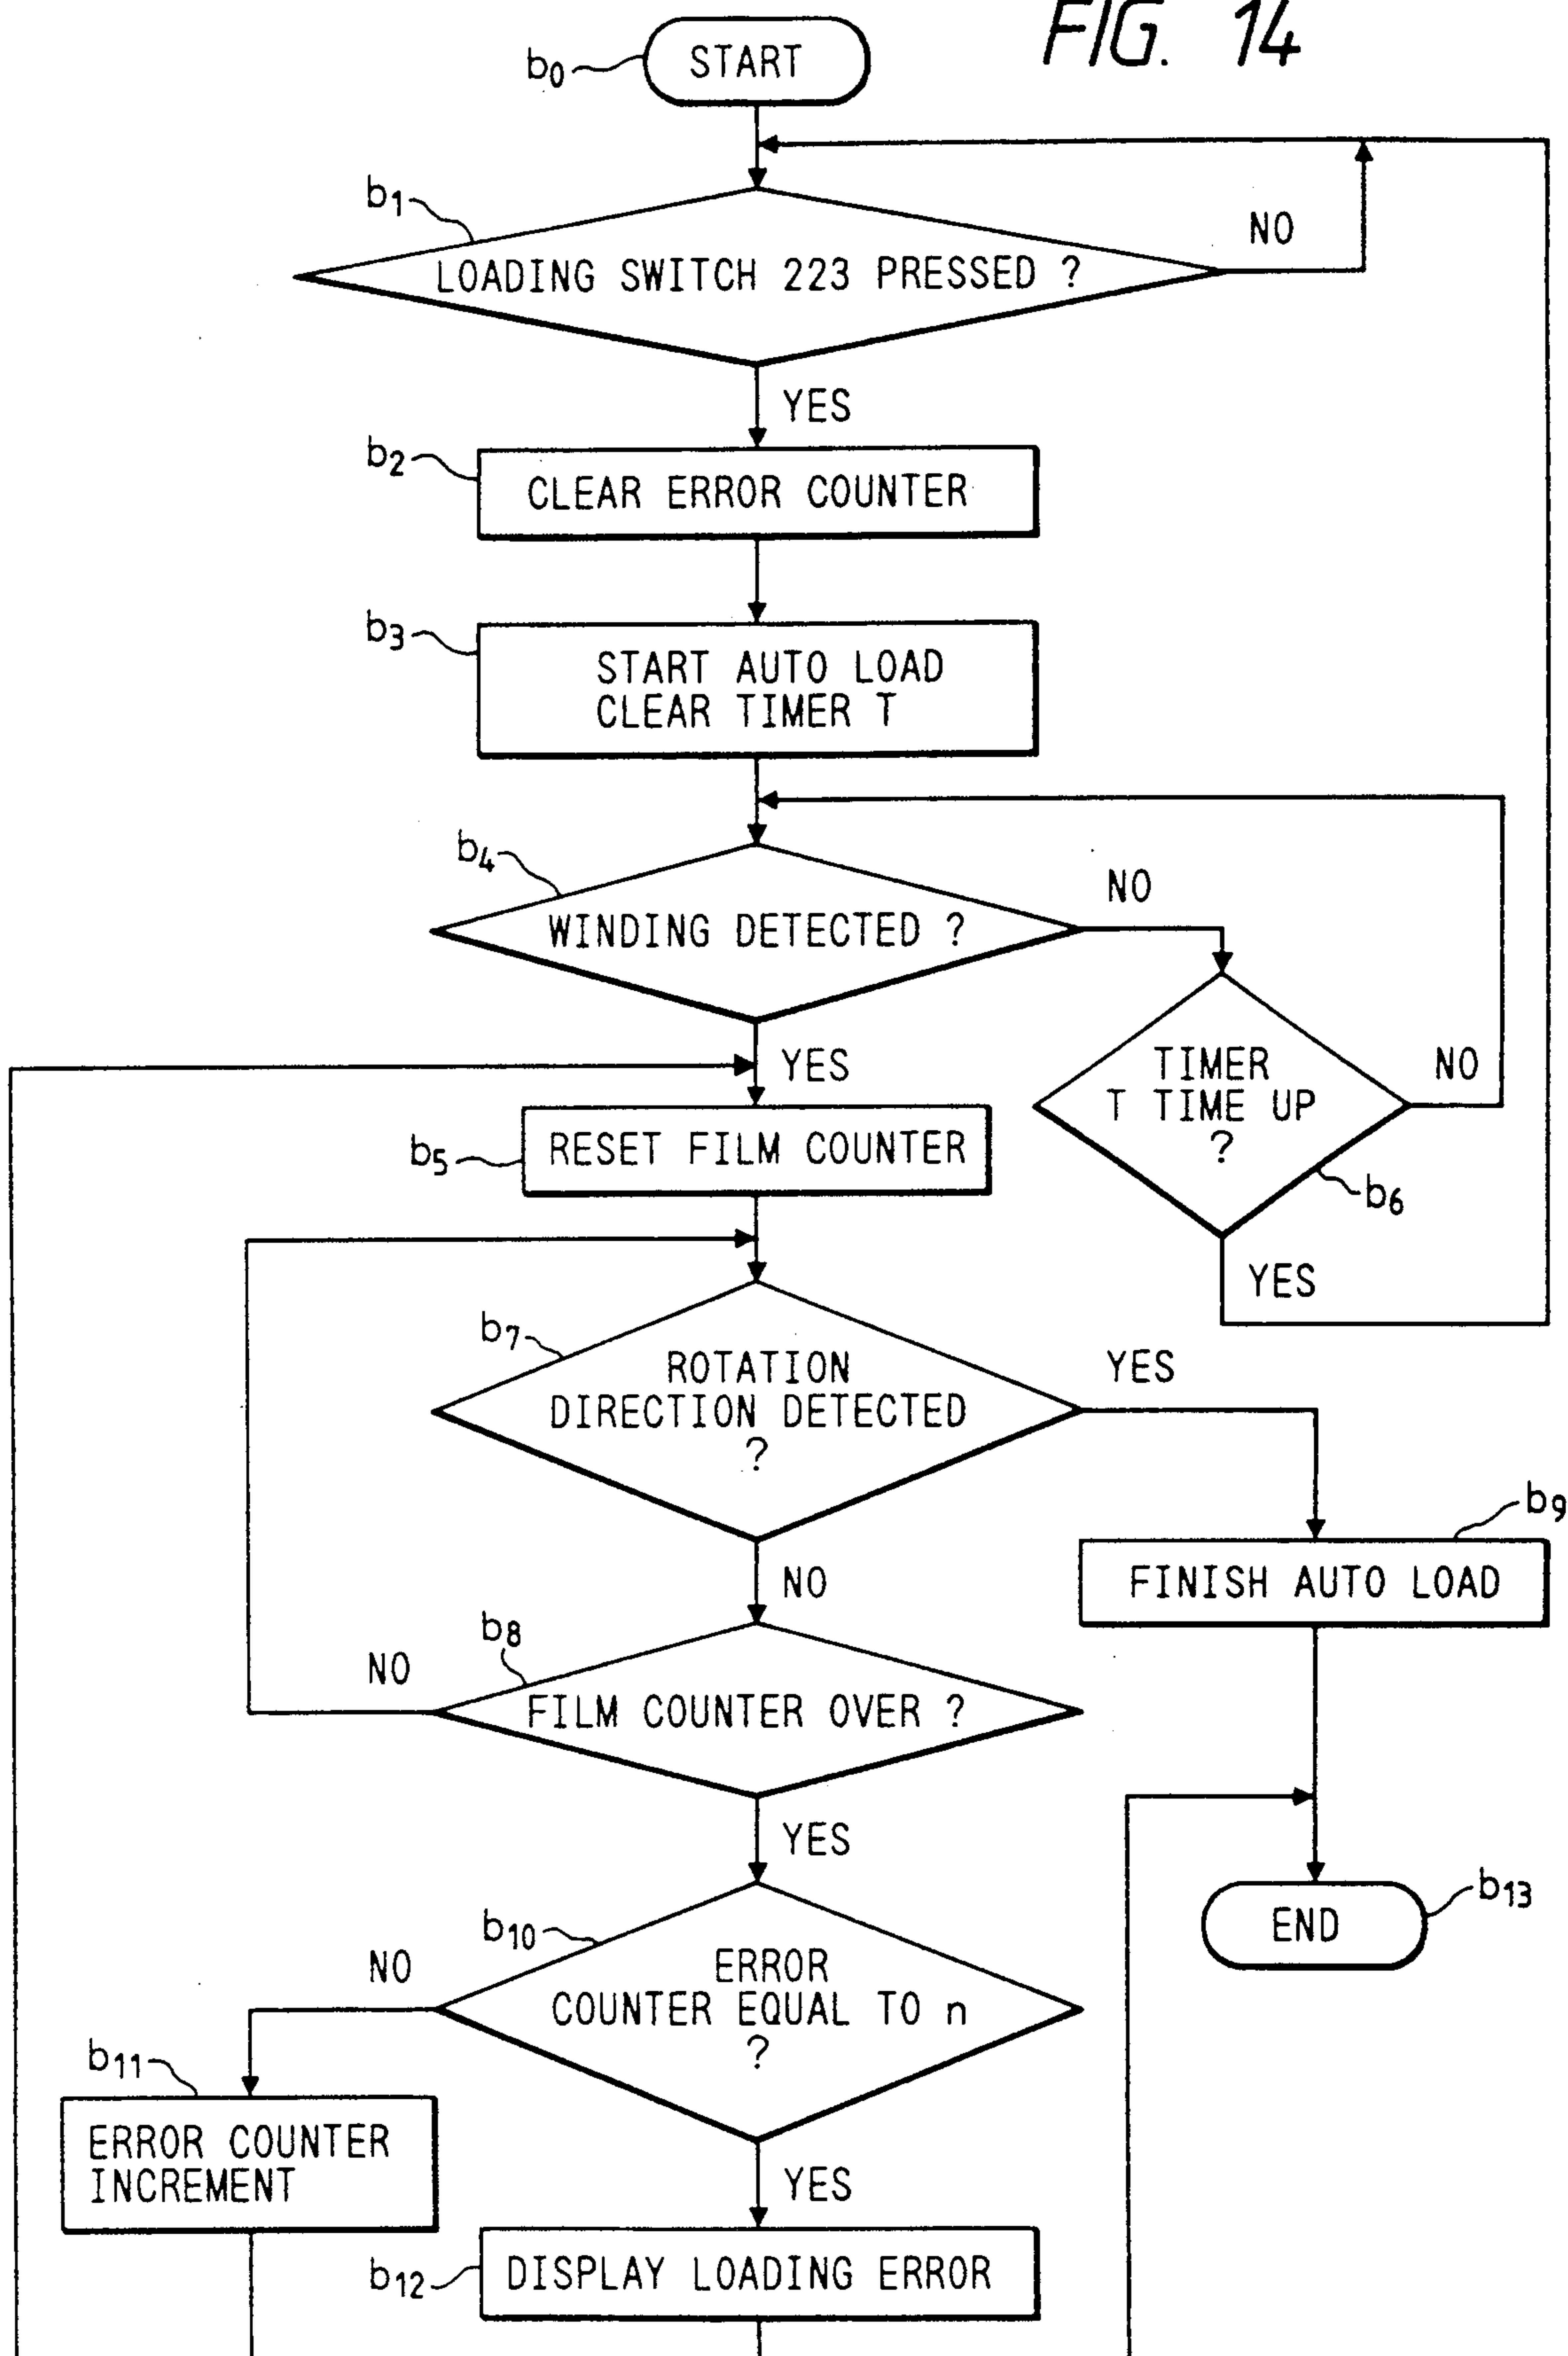 FIG. 14
b0
START
b1
LOADING SWITCH 223 PRESSED ?
NO
YES
b2
CLEAR ERROR COUNTER
b3
START AUTO LOAD
CLEAR TIMER T
b4
WINDING DETECTED ?
NO
YES
TIMER
T TIME UP
?
NO
b6
YES
b5
RESET FILM COUNTER
b7
ROTATION
DIRECTION DETECTED
?
YES
NO
b9
FINISH AUTO LOAD
b8
FILM COUNTER OVER ?
NO
YES
b13
END
b10
ERROR
COUNTER EQUAL TO n
?
NO
YES
b11
ERROR COUNTER
INCREMENT
b12
DISPLAY LOADING ERROR